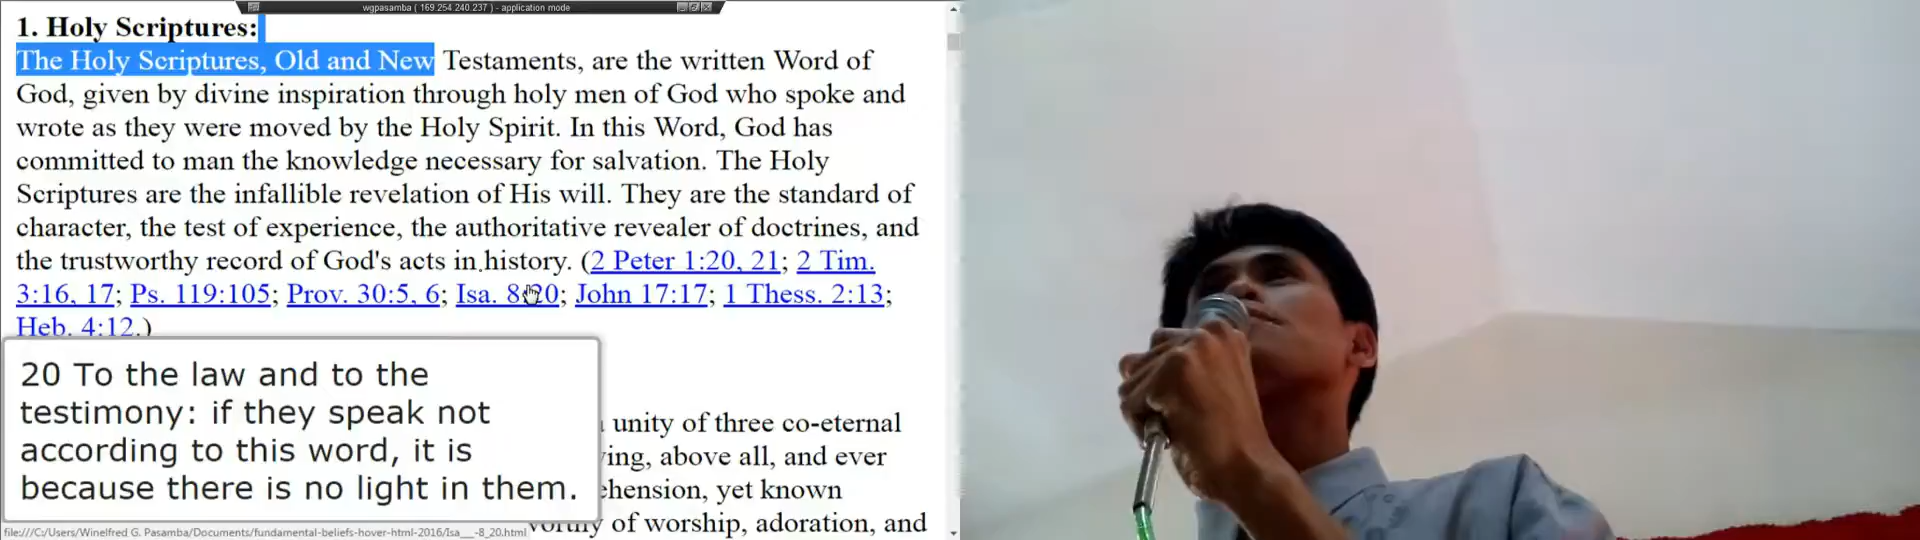 wgpasamba ( 169.254.240.237 ) - application mode
1. Holy Scriptures:
The Holy Scriptures, Old and New Testaments, are the written Word of
God, given by divine inspiration through holy men of God who spoke and
wrote as they were moved by the Holy Spirit. In this Word, God has
committed to man the knowledge necessary for salvation. The Holy
Scriptures are the infallible revelation of His will. They are the standard of
character, the test of experience, the authoritative revealer of doctrines, and
the trustworthy record of God's acts in history. (2 Peter 1:20, 21; 2 Tim.
3:16, 17; Ps. 119:105; Prov. 30:5, 6; Isa. 8:20; John 17:17; 1 Thess. 2:13;
Heb. 4:12.)
20 To the law and to the
testimony: if they speak not
according to this word, it is
because there is no light in them.
unity of three co-eternal
above all, and ever
yet known
of worship, adoration, and
file:///C:/Users/Winelfred G. Pasamba/Documents/fundamental-beliefs-hover-html-2016/Isa___-8_20.html